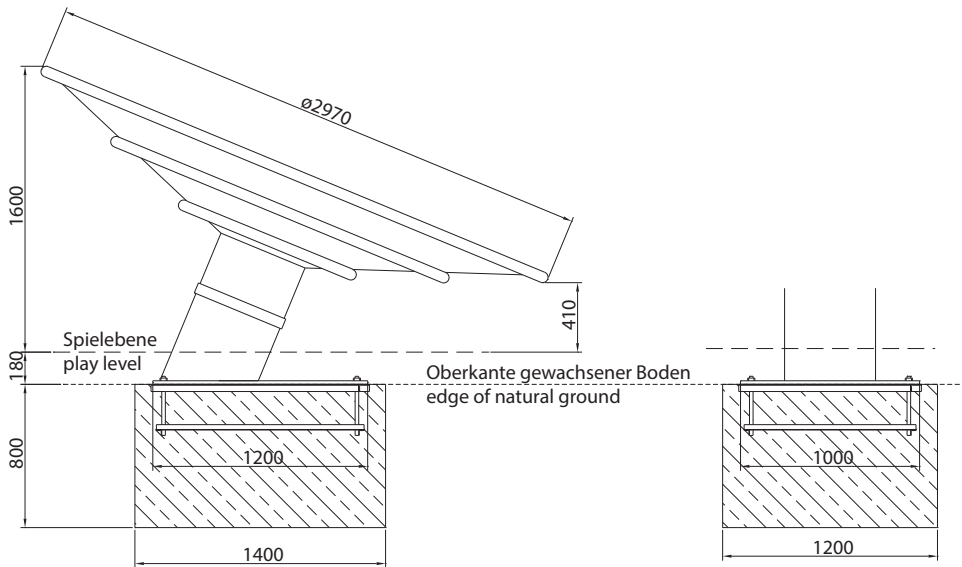 ø2970
1600
410
Spielebene
play level
180
Oberkante gewachsener Boden
edge of natural ground
800
1200
1000
1400
1200